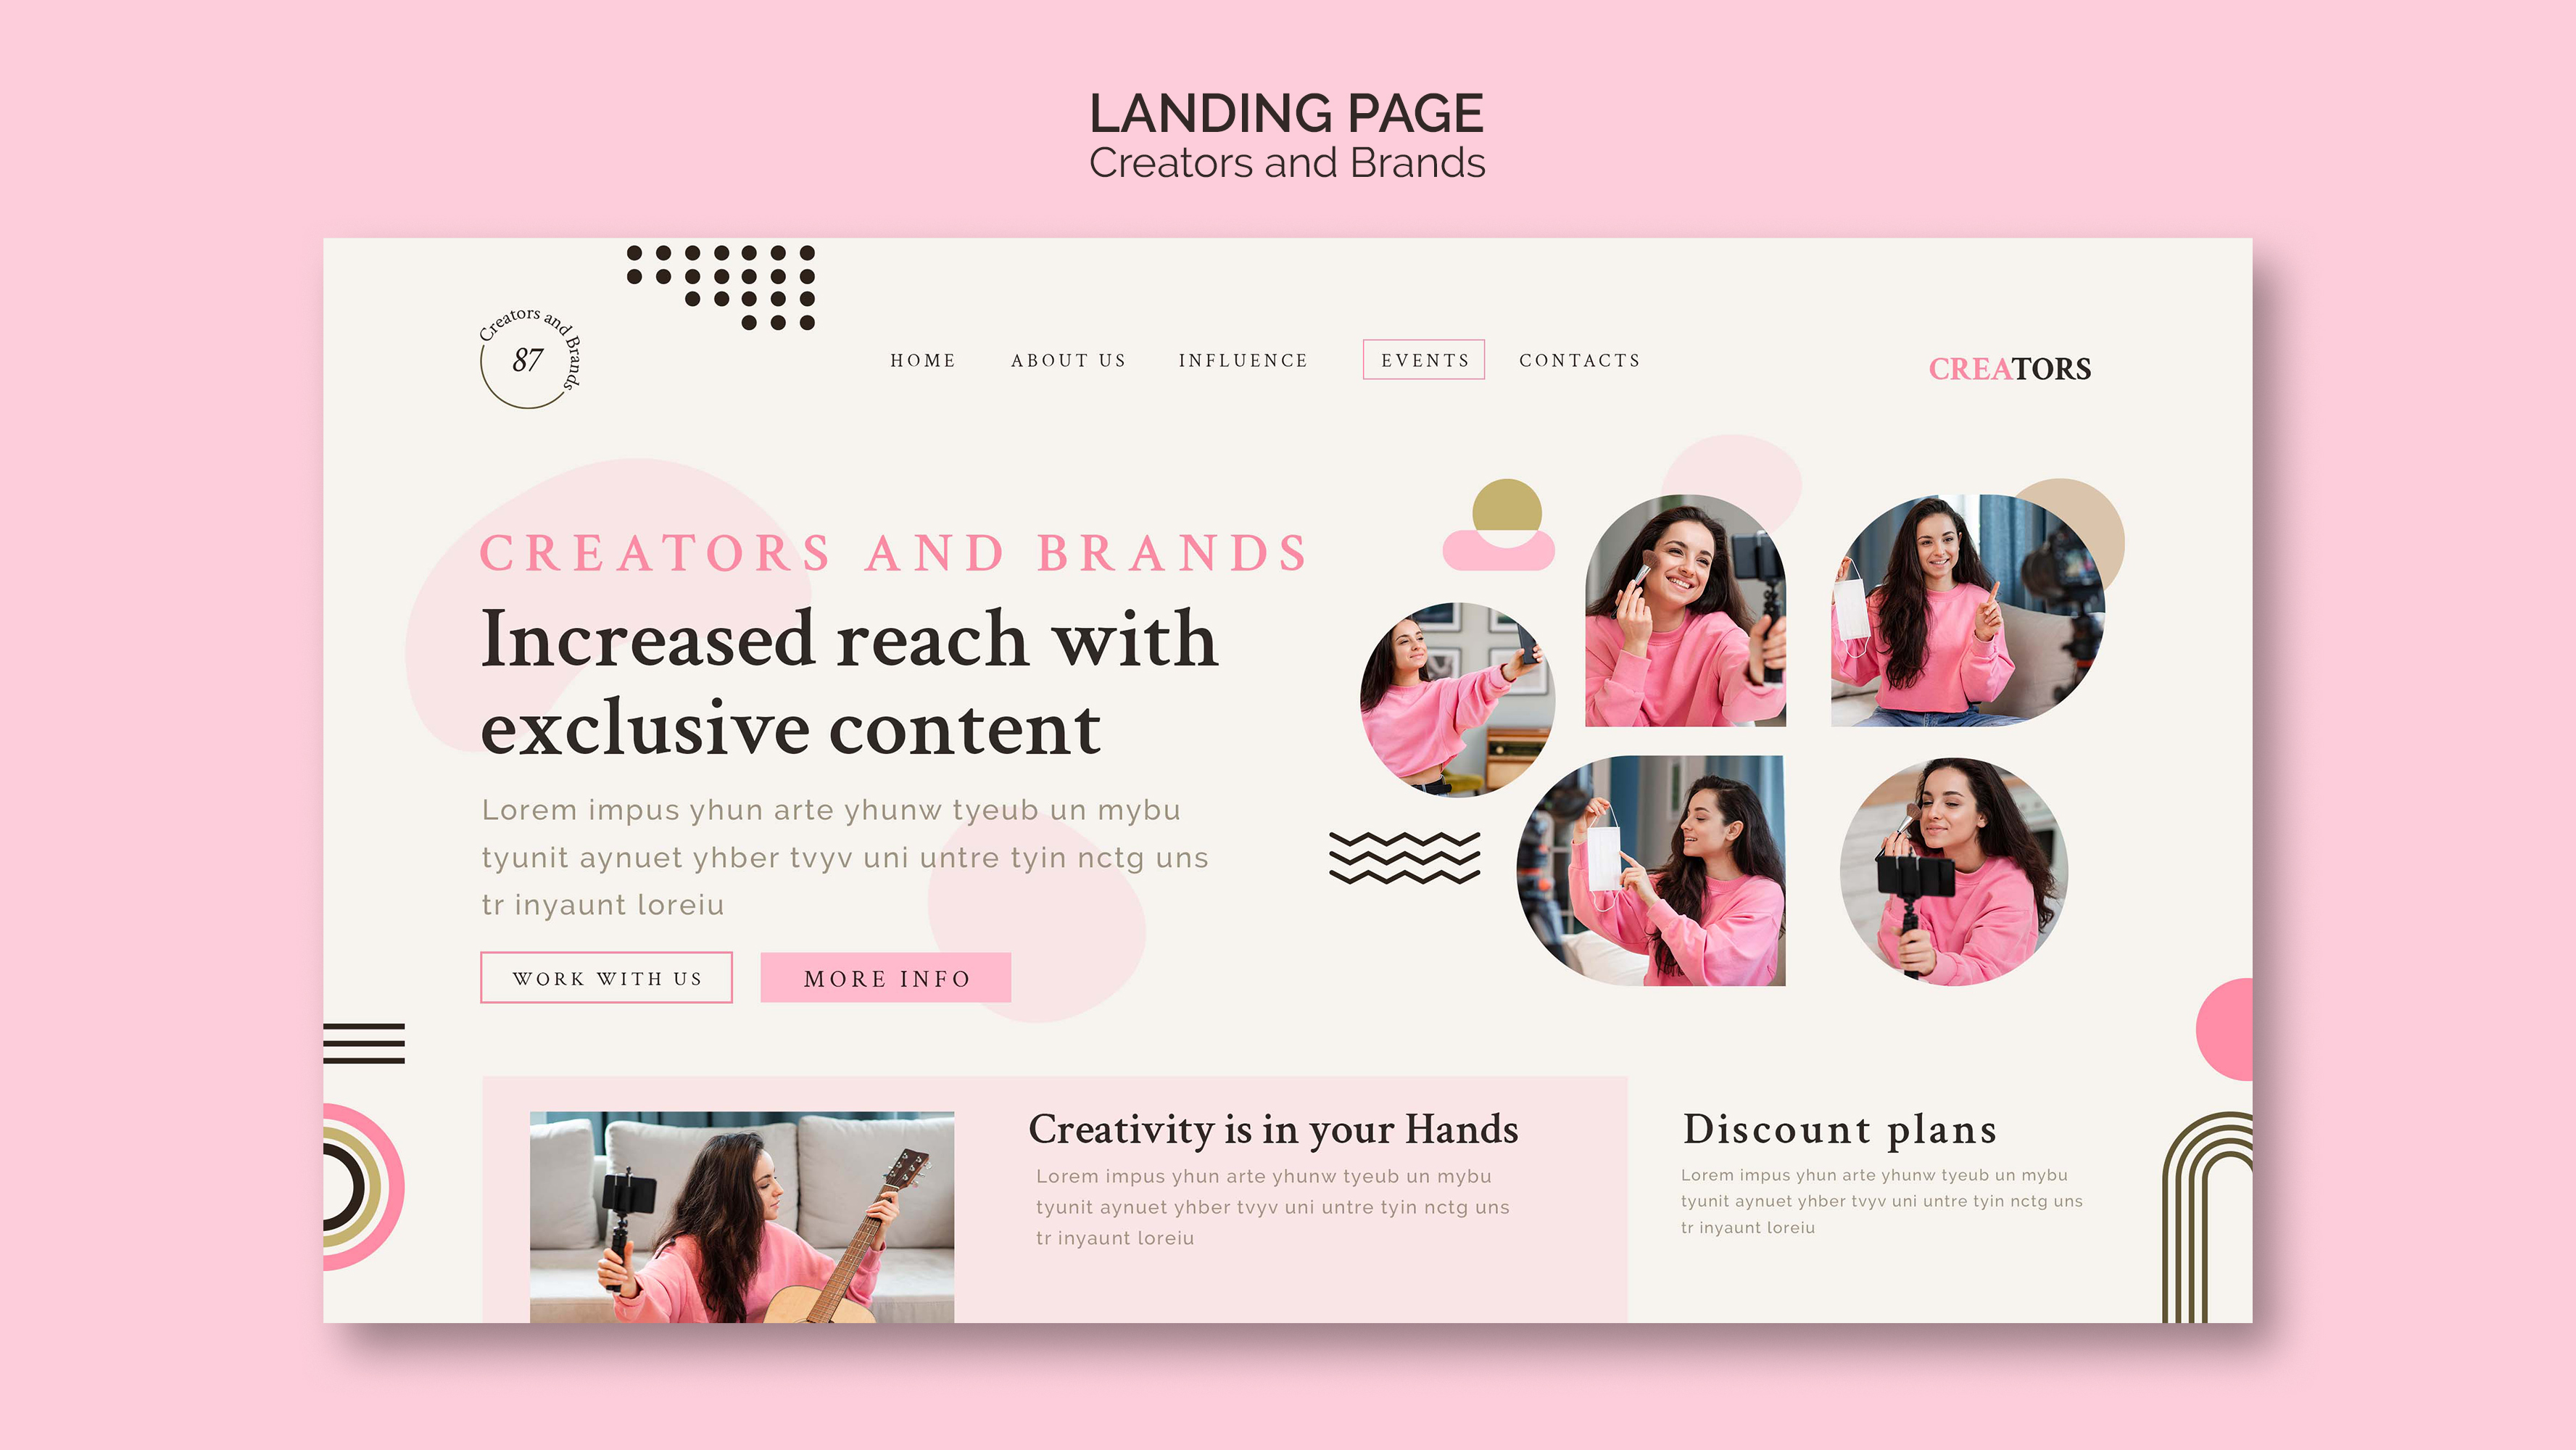 LANDING PAGE
Creators and Brands
Creators and Brands
87
HOME ABOUT US INFLUENCE EVENTS CONTACTS
CREATORS
CREATORS AND BRANDS
Increased reach with
exclusive content
Lorem impus yhun arte yhunw tyeub un mybu
tyunit aynuet yhber tvyv uni untre tyin nctg uns
tr inyaunt loreiu
WORK WITH US
MORE INFO
Creativity is in your Hands
Lorem impus yhun arte yhunw tyeub un mybu
tyunit aynuet yhber tvyv uni untre tyin nctg uns
tr inyaunt loreiu
Discount plans
Lorem impus yhun arte yhunw tyeub un mybu
tyunit aynuet yhber tvyv uni untre tyin nctg uns
tr inyaunt loreiu